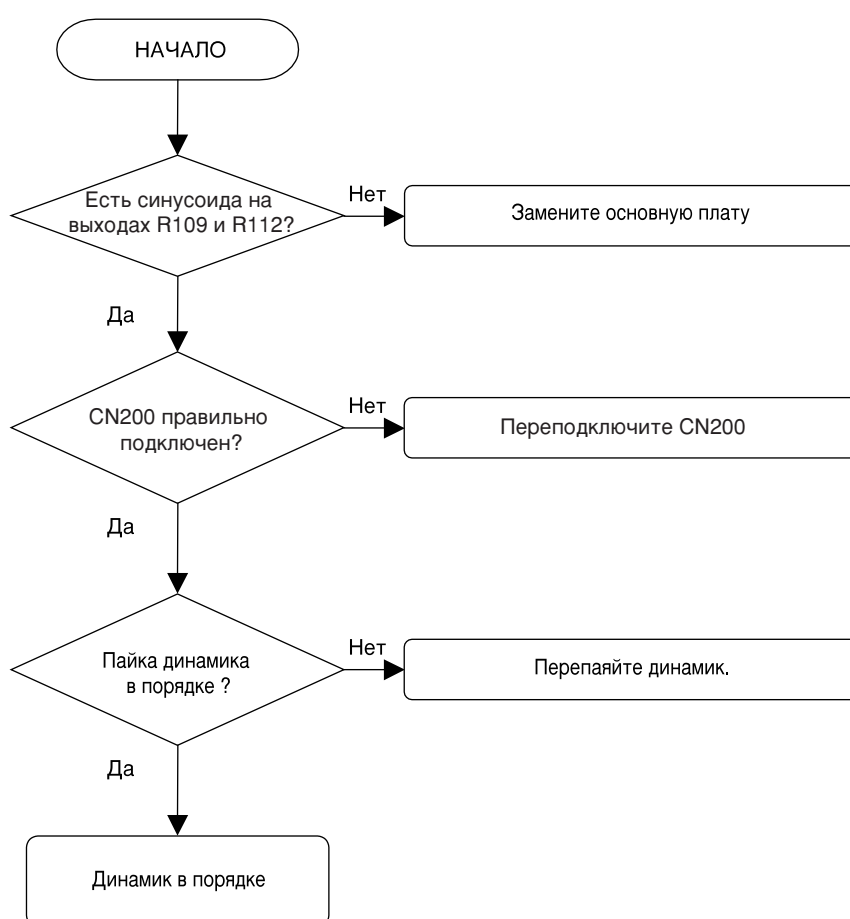 НАЧАЛО
Есть синусоида на
выходах R109 и R112?
Нет
Замените основную плату
Да
CN200 правильно
подключен?
Нет
Переподключите CN200
Да
Пайка динамика
в порядке ?
Нет
Перепаяйте динамик.
Да
Динамик в порядке